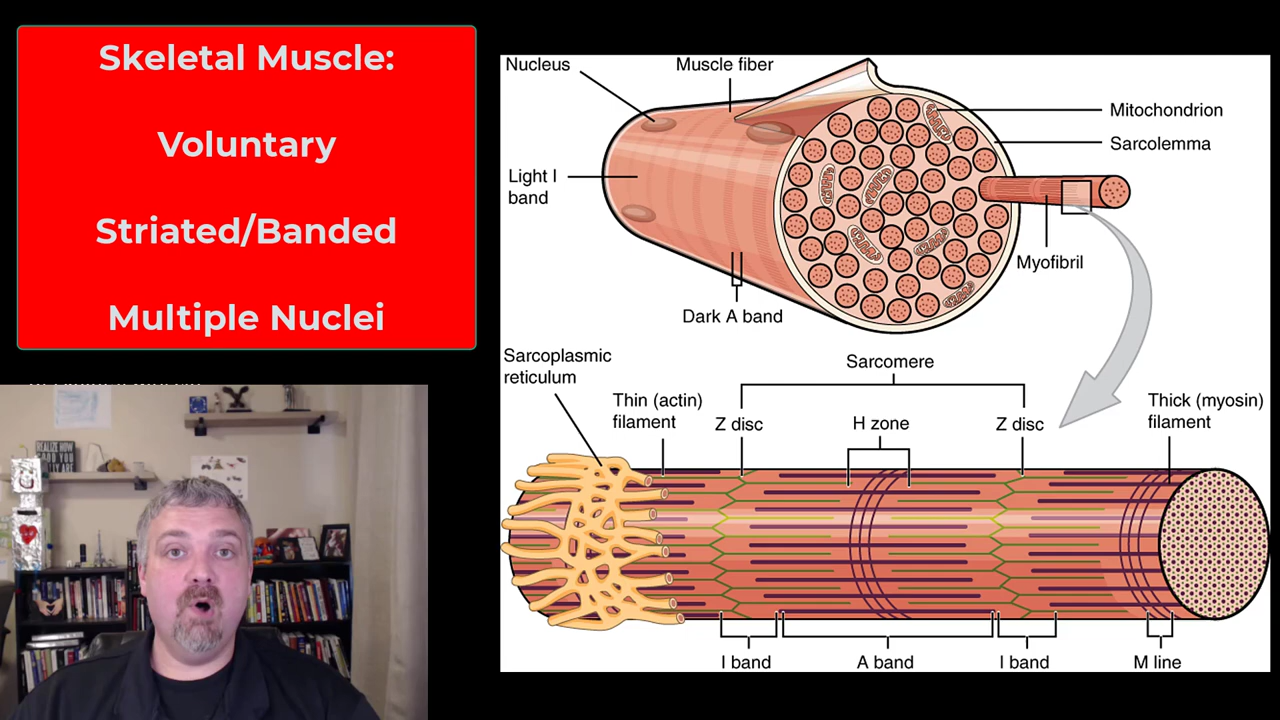 Skeletal Muscle:
Voluntary
Striated/Banded
Multiple Nuclei
Nucleus
Muscle fiber
Mitochondrion
Sarcolemma
Light I
band
Myofibril
Dark A band
Sarcoplasmic
reticulum
Sarcomere
Thin (actin)
filament
Z disc
H zone
Z disc
Thick (myosin)
filament
I band
A band
I band
M line